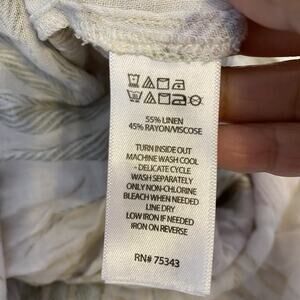 55% LINEN
45% RAYON/VISCOSE
TURN INSIDE OUT
MACHINE WASH COOL
- DELICATE CYCLE
WASH SEPARATELY
ONLY NON-CHLORINE
BLEACH WHEN NEEDED
LINE DRY
LOW IRON IF NEEDED
IRON ON REVERSE
RN# 75343